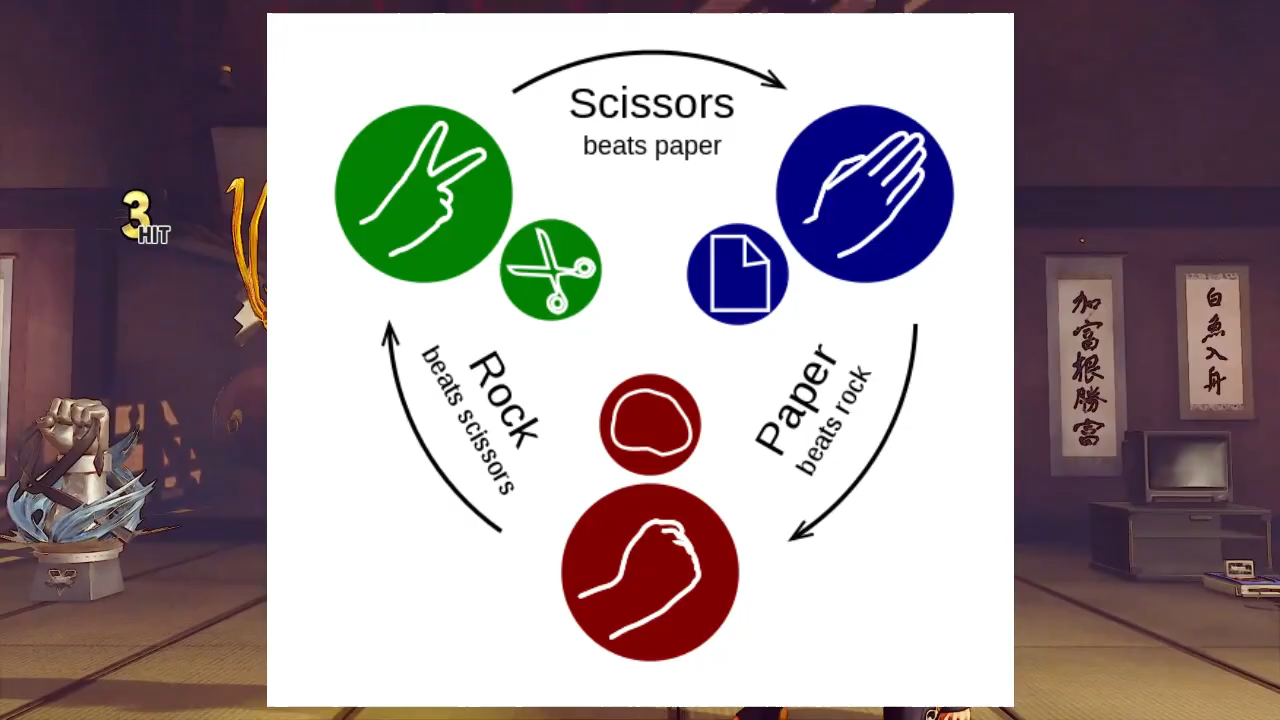 Scissors
beats paper
3
HIT
Rock
beats scissors
Paper
beats rock
加富根勝富
白魚入舟